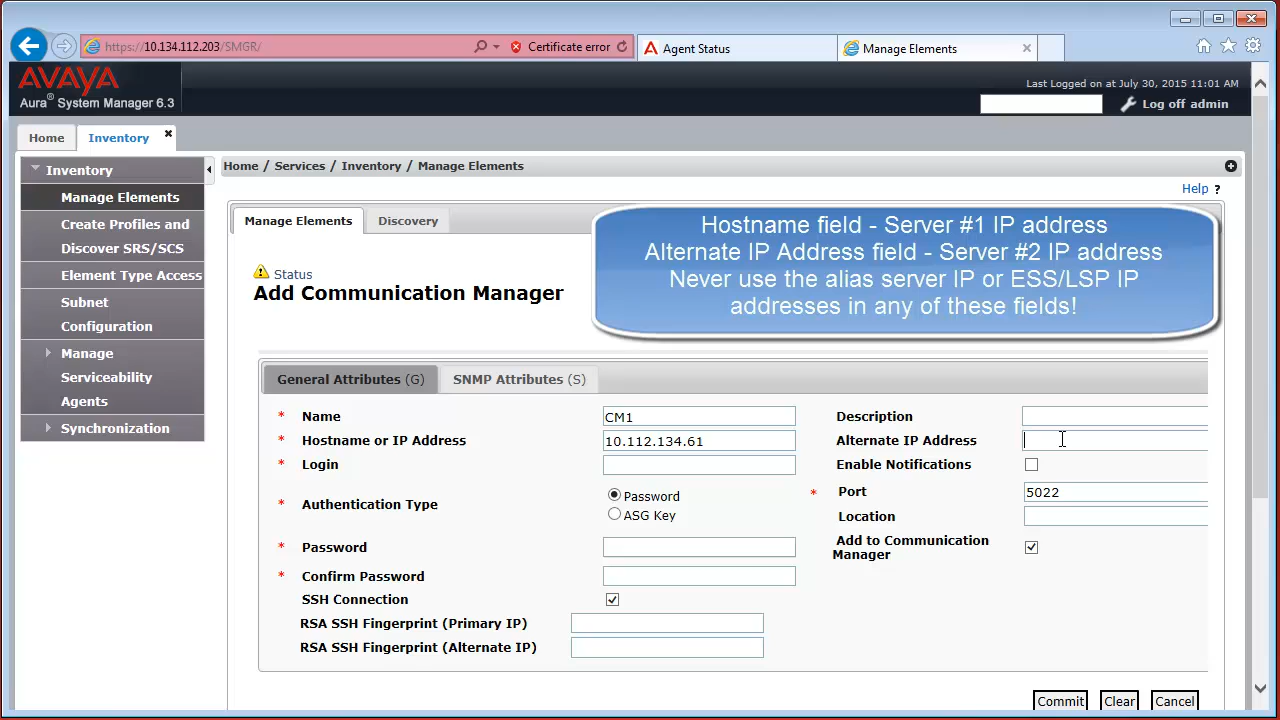 https://10.134.112.203/SMGR/
Certificate error
Agent Status
Manage Elements
AVAYA
Aura® System Manager 6.3
Last Logged on at July 30, 2015 11:01 AM
Log off admin
Home
Inventory
Inventory
Manage Elements
Create Profiles and
Discover SRS/SCS
Element Type Access
Subnet
Configuration
Manage
Serviceability
Agents
Synchronization
Home / Services / Inventory / Manage Elements
Help ?
Manage Elements
Discovery
Hostname field - Server #1 IP address
Alternate IP Address field - Server #2 IP address
Never use the alias server IP or ESS/LSP IP
addresses in any of these fields!
Status
Add Communication Manager
General Attributes (G)
SNMP Attributes (S)
* Name CM1
Description
* Hostname or IP Address 10.112.134.61
Alternate IP Address
* Login
Enable Notifications
* Authentication Type
Password
ASG Key
* Port 5022
Location
* Password
Add to Communication
Manager
* Confirm Password
SSH Connection
RSA SSH Fingerprint (Primary IP)
RSA SSH Fingerprint (Alternate IP)
Commit
Clear
Cancel